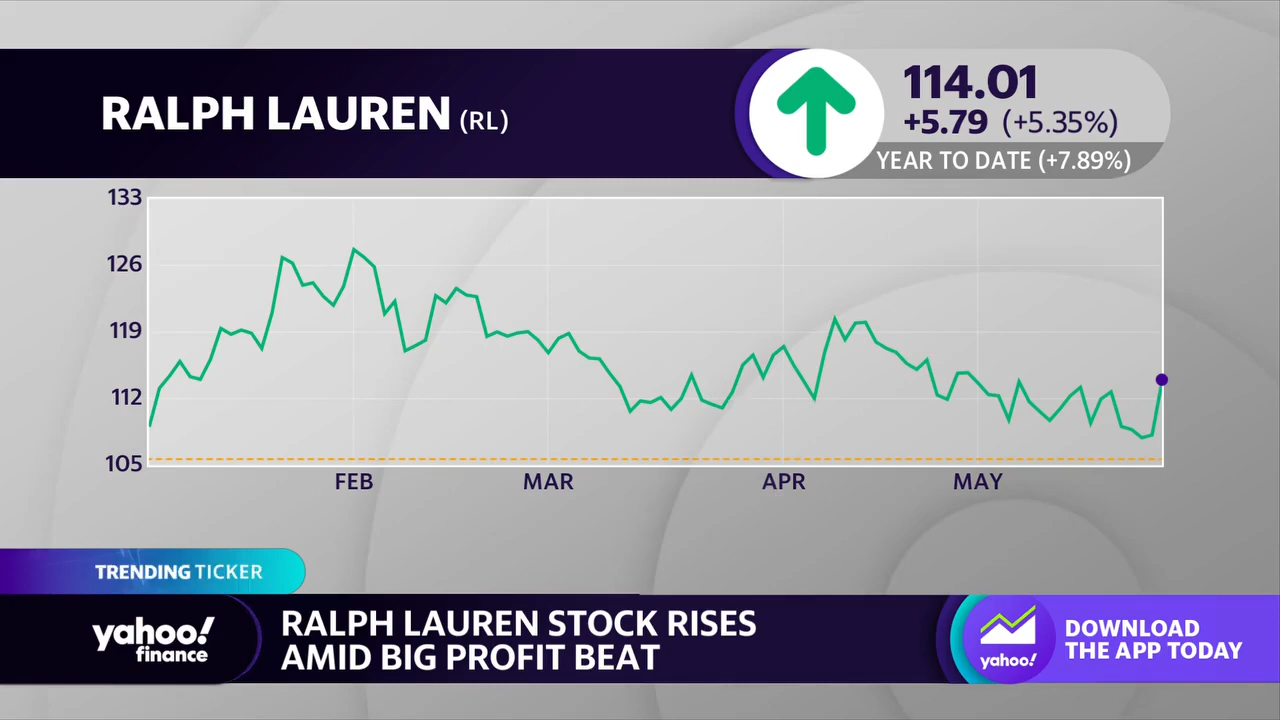 RALPH LAUREN (RL)
114.01
+5.79 (+5.35%)
YEAR TO DATE (+7.89%)
133
126
119
112
105
FEB MAR APR MAY
TRENDING TICKER
yahoo!
finance
RALPH LAUREN STOCK RISES
AMID BIG PROFIT BEAT
yahoo!
DOWNLOAD
THE APP TODAY